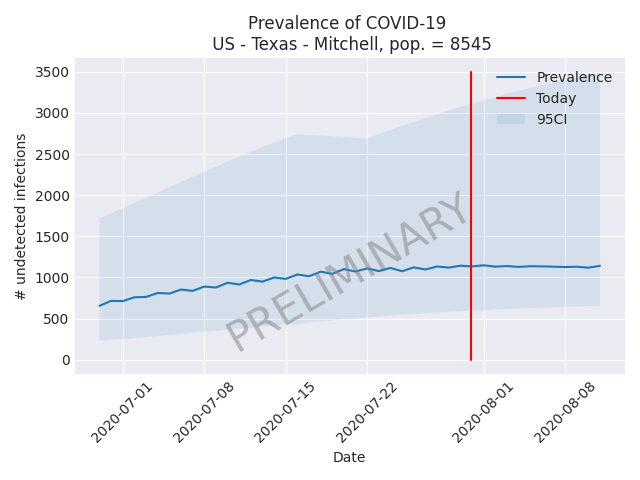 Prevalence of COVID-19
US - Texas - Mitchell, pop. = 8545
3500
3000
2500
2000
1500
1000
500
0
# undetected infections
Prevalence
Today
95CI
PRELIMINARY
2020-07-01
2020-07-08
2020-07-15
2020-07-22
2020-08-01
2020-08-08
Date